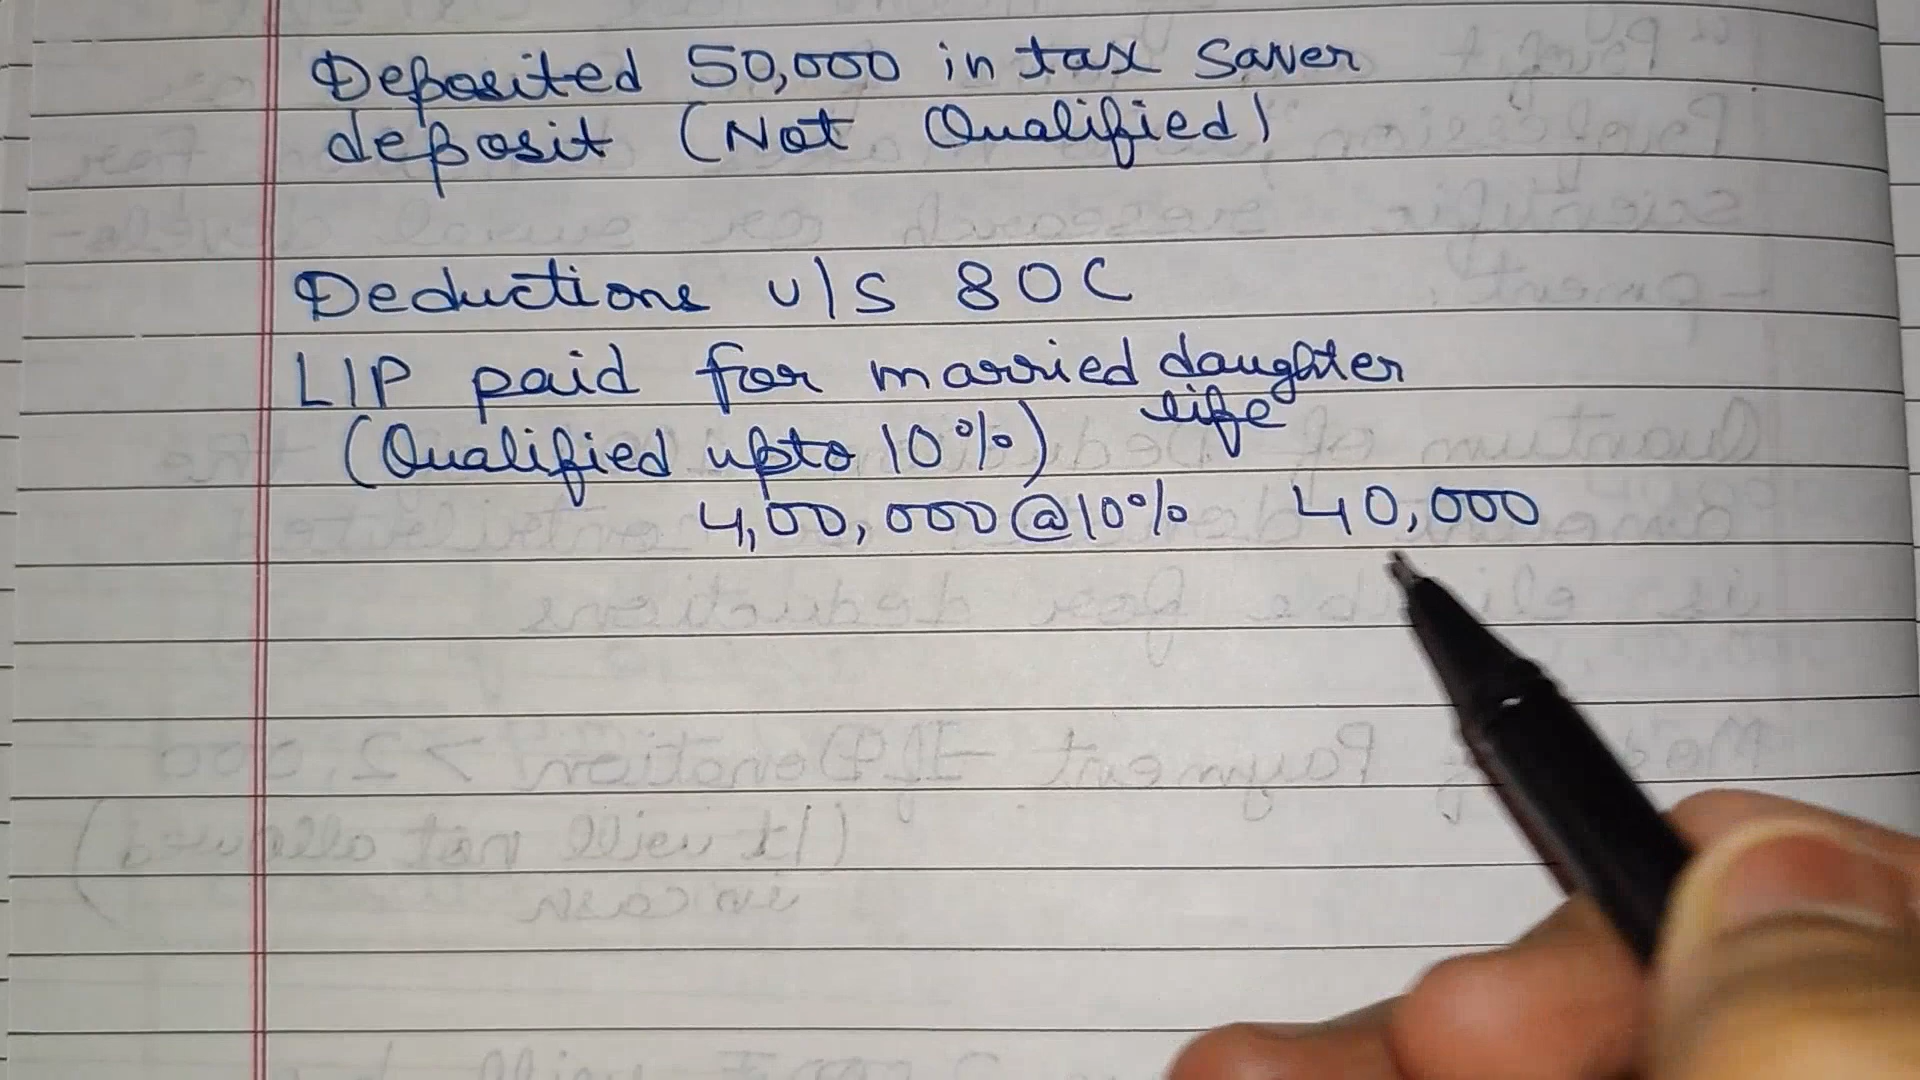 Deposited 50,000 in tax saver
deposit (Not Qualified)
Deductions u/s 80C
LIP paid for married daughter
life
(Qualified upto 10%)
4,00,000@10% 40,000